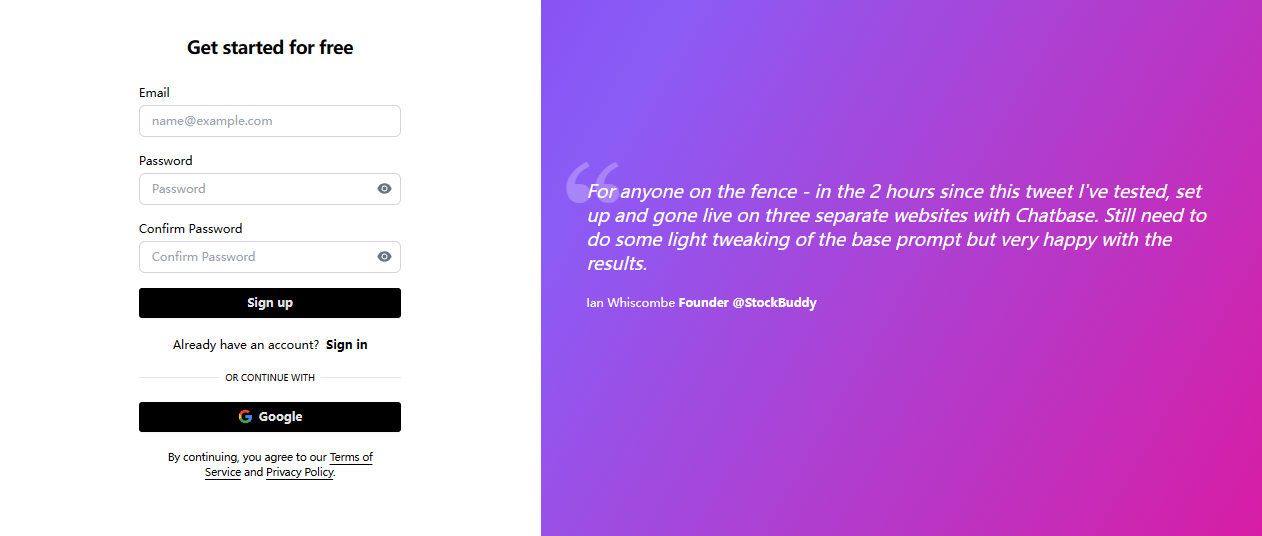 Get started for free
Email
name@example.com
Password
Password
Confirm Password
Confirm Password
Sign up
Already have an account? Sign in
OR CONTINUE WITH
Google
By continuing, you agree to our Terms of
Service and Privacy Policy.
“
For anyone on the fence - in the 2 hours since this tweet I've tested, set
up and gone live on three separate websites with Chatbase. Still need to
do some light tweaking of the base prompt but very happy with the
results.
Ian Whiscombe Founder @StockBuddy